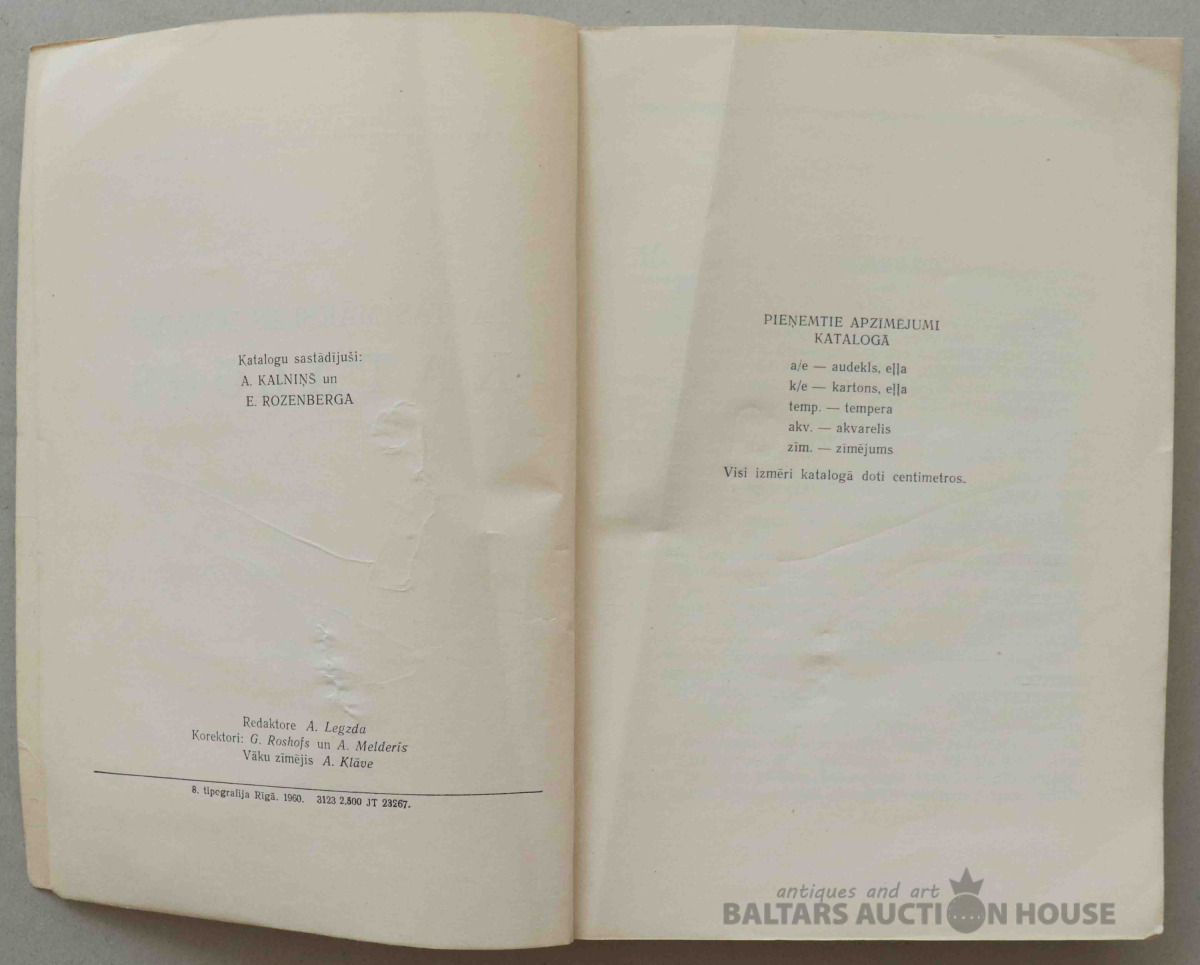 Katalogu sastādījuši:
A. KALNIŅŠ un
E. ROZENBERGA
Redaktore A. Legzda
Korektori: G. Roshofs un A. Melderis
Vāku zīmējis A. Klāve
8. tipografija Rīgā. 1960. 3123 2.500 JT 23267.
PIEŅEMTIE APZĪMĒJUMI
KATALOGĀ
a/e — audekls, eļļa
k/e — kartons, eļļa
temp. — tempera
akv. — akvarelis
zīm. — zīmējums
Visi izmēri katalogā doti centimetros.
antiques and art
BALTARS AUCTION HOUSE